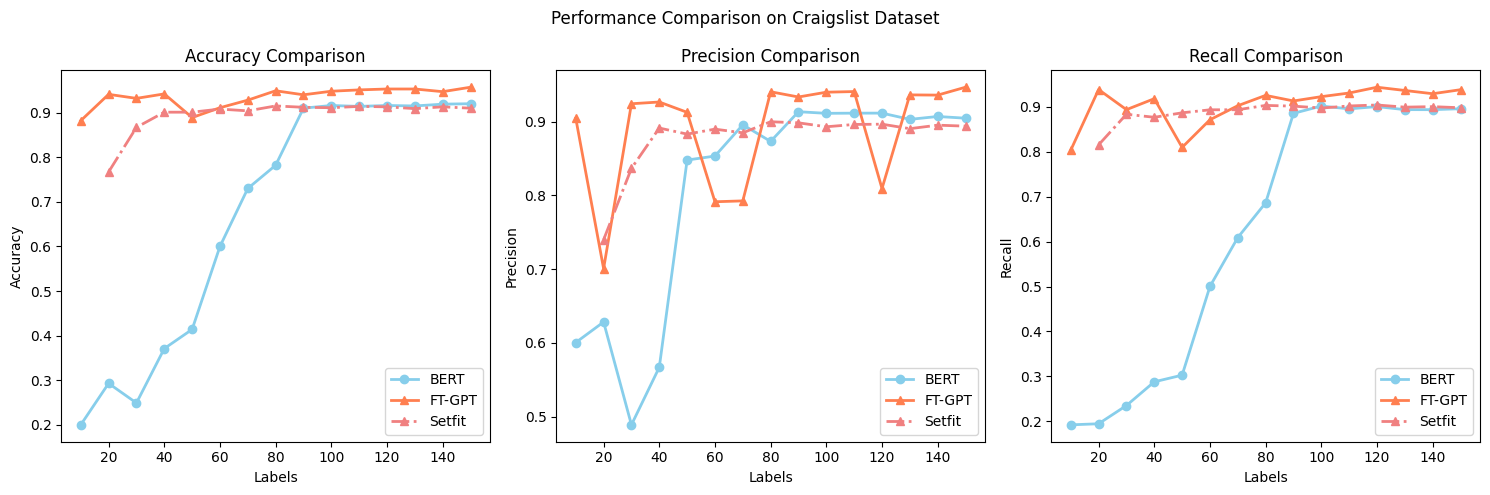 Performance Comparison on Craigslist Dataset
Accuracy Comparison
Accuracy
0.9
0.8
0.7
0.6
0.5
0.4
0.3
0.2
20 40 60 80 100 120 140
Labels
BERT
FT-GPT
Setfit
Precision Comparison
Precision
0.9
0.8
0.7
0.6
0.5
20 40 60 80 100 120 140
Labels
BERT
FT-GPT
Setfit
Recall Comparison
Recall
0.9
0.8
0.7
0.6
0.5
0.4
0.3
0.2
20 40 60 80 100 120 140
Labels
BERT
FT-GPT
Setfit